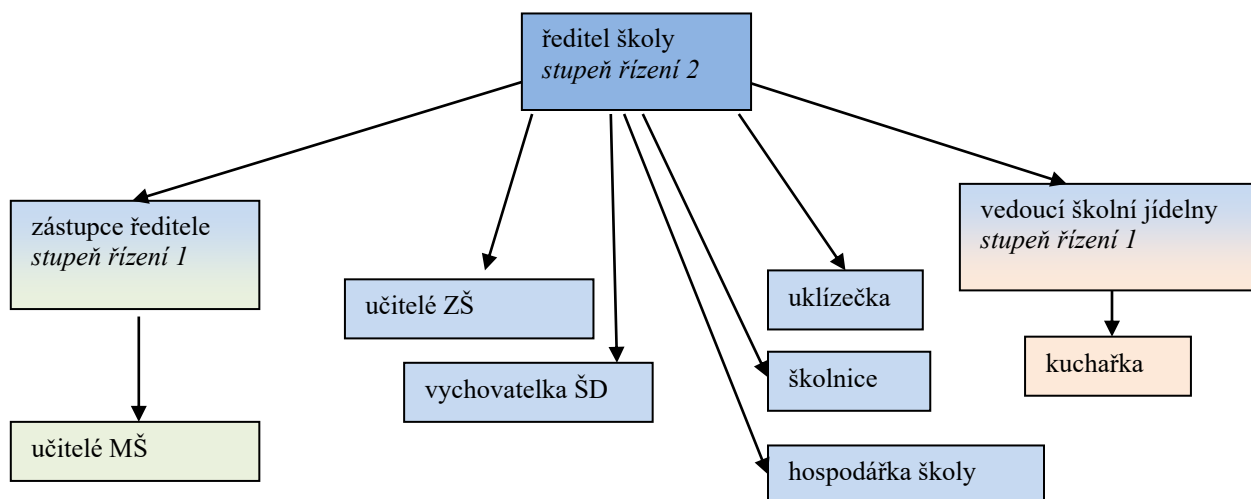 ředitel školy
stupeň řízení 2
zástupce ředitele
stupeň řízení 1
vedoucí školní jídelny
stupeň řízení 1
učitelé ZŠ
uklízečka
vychovatelka ŠD
školnice
kuchařka
učitelé MŠ
hospodářka školy